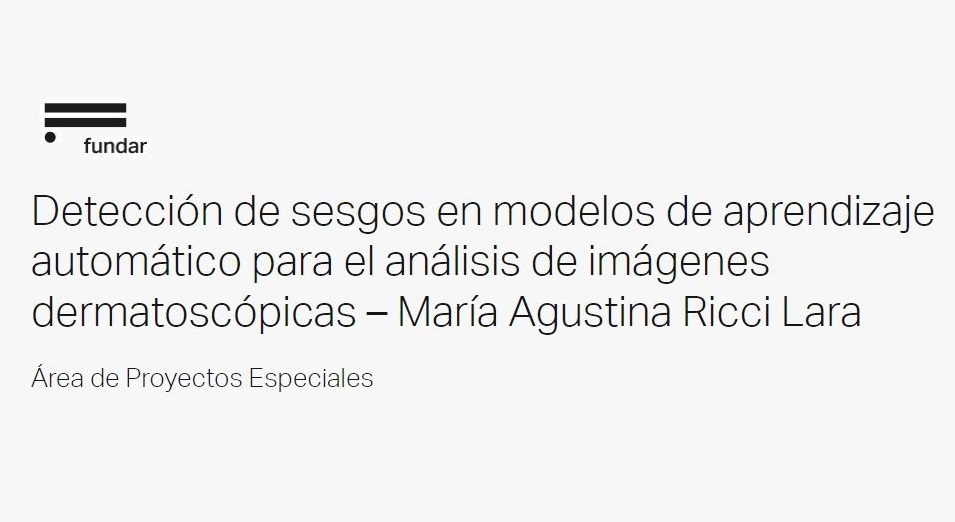 fundar
Detección de sesgos en modelos de aprendizaje
automático para el análisis de imágenes
dermatoscópicas – María Agustina Ricci Lara
Área de Proyectos Especiales